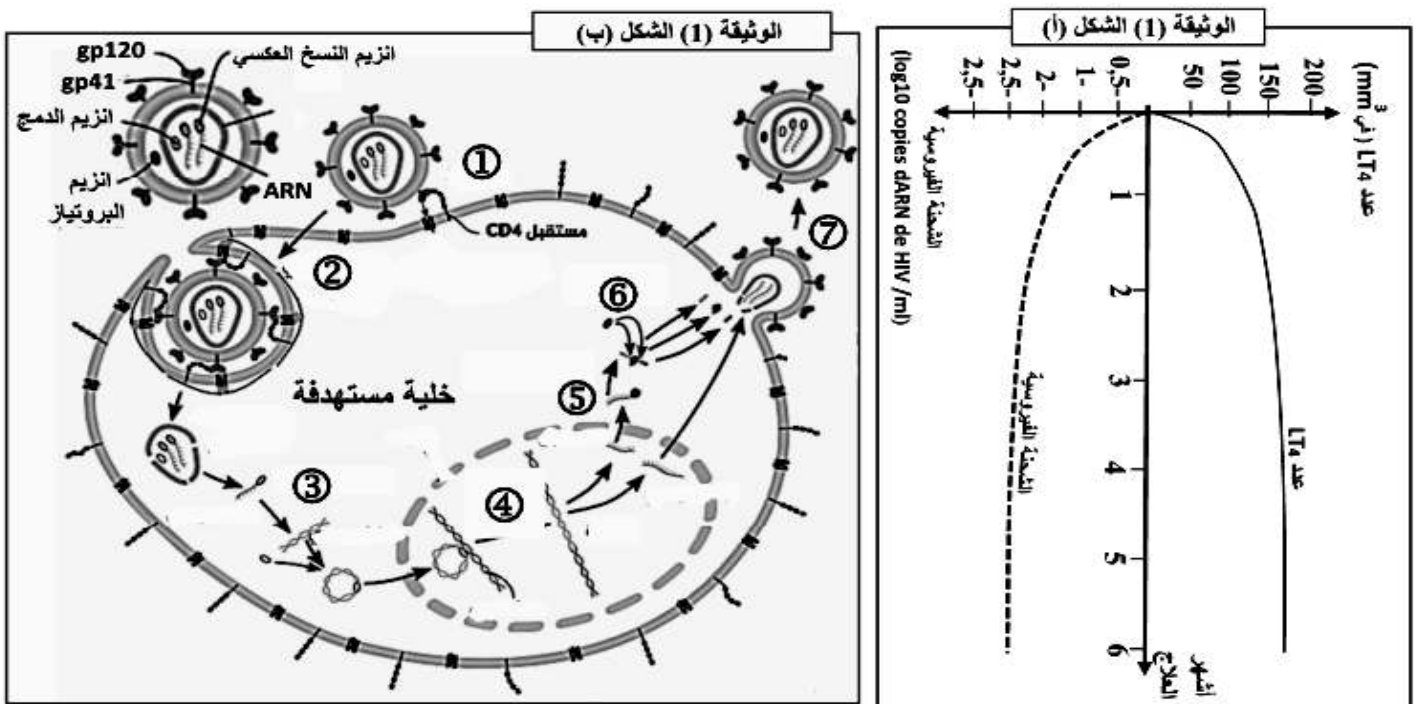 الوثيقة (1) الشكل (أ)
عدد LT4 (في mm³)
200
150
100
50
0,5-
1-
2-
2,5-
2,5-
الشحنة الفيروسية
(log10 copies dARN de HIV /ml)
1
2
3
4
5
6
عدد LT4
الشحنة الفيروسية
أشهر
العلاج
الوثيقة (1) الشكل (ب)
gp120
gp41
انزيم النسخ العكسي
انزيم الدمج
انزيم
البروتياز
ARN
مستقبل CD4
خلية مستهدفة
①
②
③
④
⑤
⑥
⑦